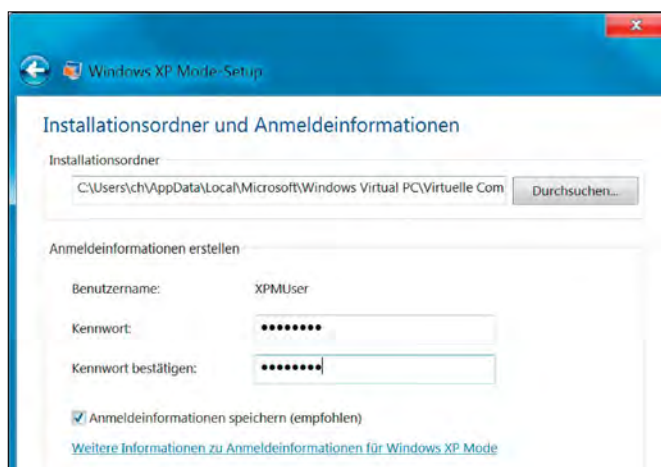 Windows XP Mode-Setup
Installationsordner und Anmeldeinformationen
Installationsordner
C:\Users\ch\AppData\Local\Microsoft\Windows Virtual PC\Virtuelle Com
Durchsuchen...
Anmeldeinformationen erstellen
Benutzername: XPMUser
Kennwort: ●●●●●●●●
Kennwort bestätigen: ●●●●●●●●
Anmeldeinformationen speichern (empfohlen)
Weitere Informationen zu Anmeldeinformationen für Windows XP Mode